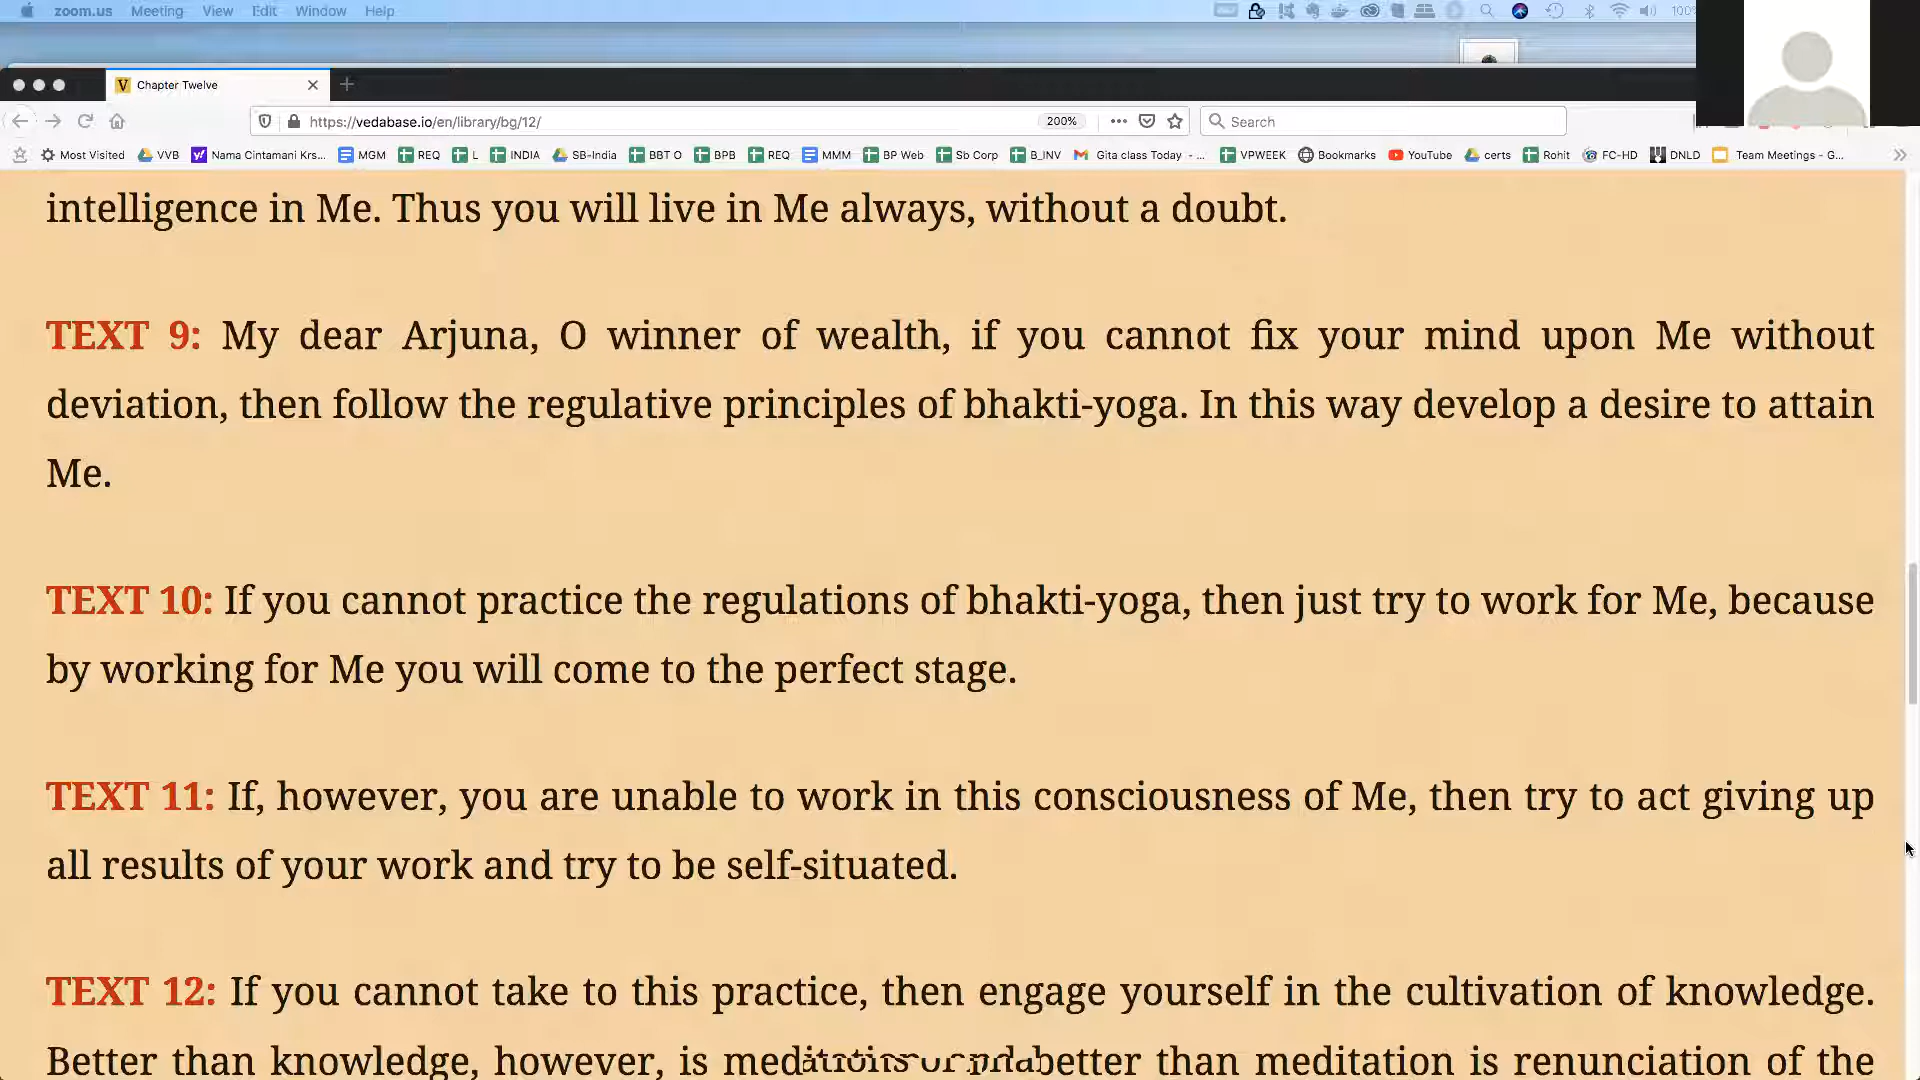 zoom.us Meeting View Edit Window Help 100%
Chapter Twelve
https://vedabase.io/en/library/bg/12/ 200% Search
Most Visited VVB Nama Cintamani Krs... MGM REQ L INDIA SB-India BBT O BPB REQ MMM BP Web Sb Corp B_INV Gita class Today - ... VPWEEK Bookmarks YouTube certs Rohit FC-HD DNLD Team Meetings - G...
intelligence in Me. Thus you will live in Me always, without a doubt.
TEXT 9: My dear Arjuna, O winner of wealth, if you cannot fix your mind upon Me without
deviation, then follow the regulative principles of bhakti-yoga. In this way develop a desire to attain
Me.
TEXT 10: If you cannot practice the regulations of bhakti-yoga, then just try to work for Me, because
by working for Me you will come to the perfect stage.
TEXT 11: If, however, you are unable to work in this consciousness of Me, then try to act giving up
all results of your work and try to be self-situated.
TEXT 12: If you cannot take to this practice, then engage yourself in the cultivation of knowledge.
Better than knowledge, however, is better than meditation is renunciation of the